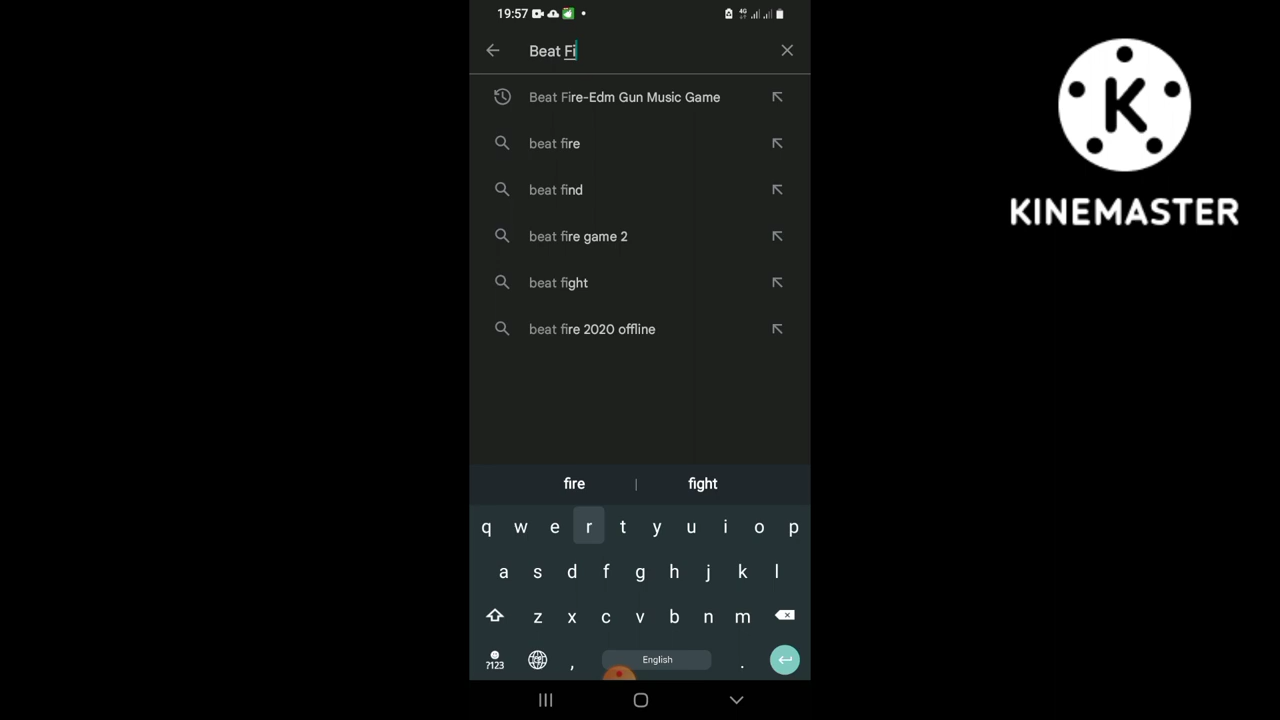 19:57
4G
Beat Fi
Beat Fire-Edm Gun Music Game
beat fire
beat find
beat fire game 2
beat fight
beat fire 2020 offline
fire | fight
q w e r t y u i o p
a s d f g h j k l
z x c v b n m
?123 , English .
K
KINEMASTER